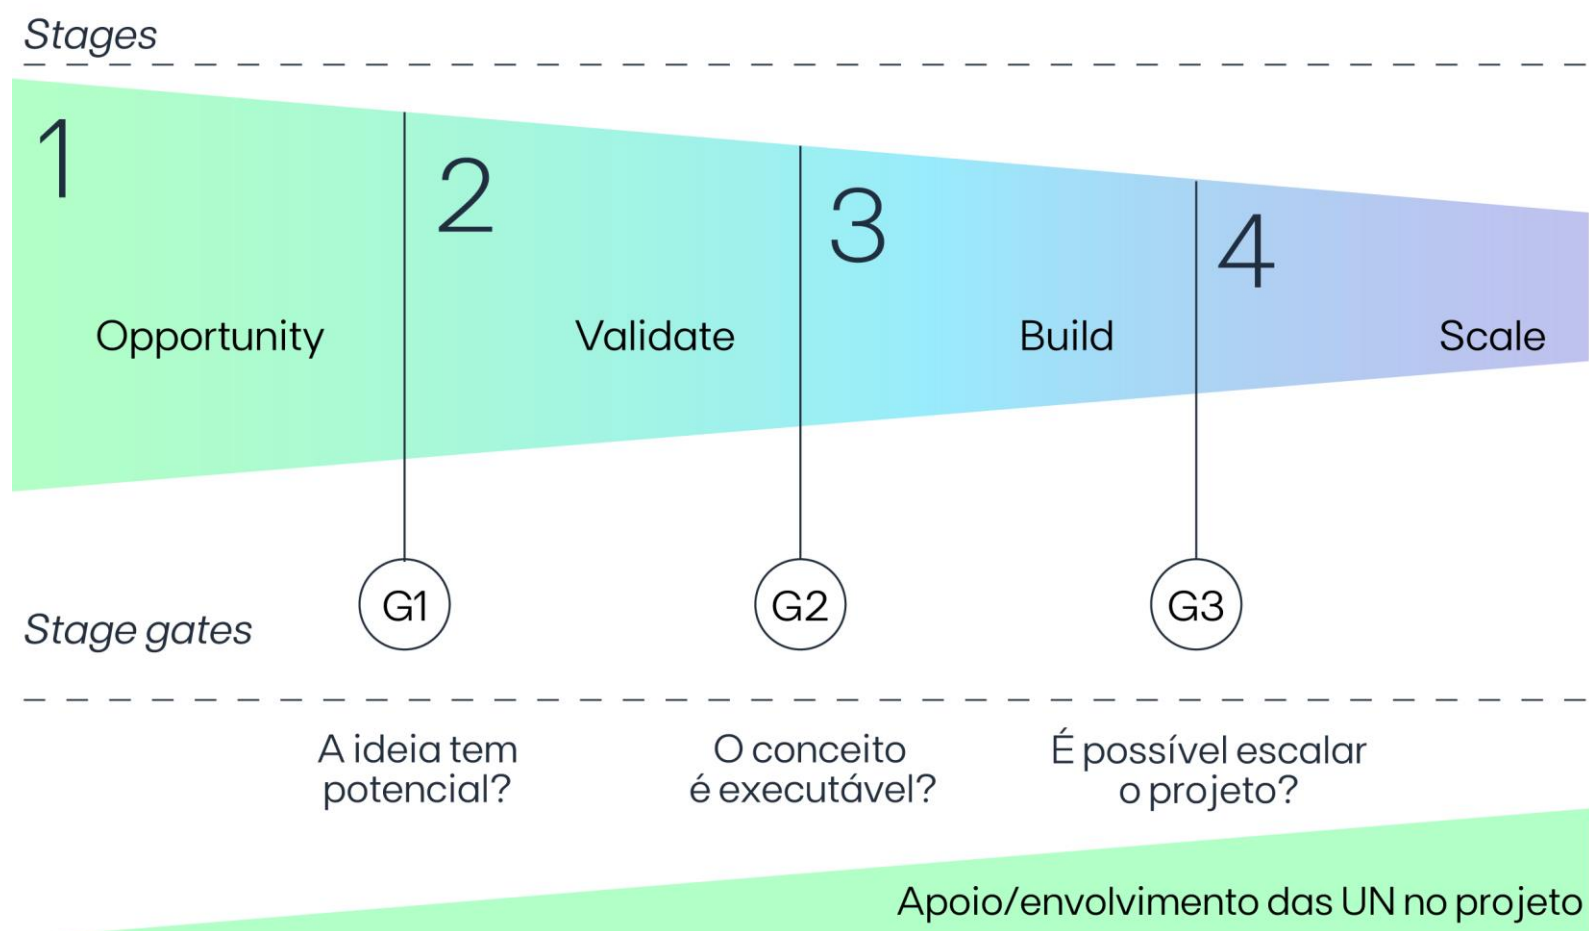 Stages
1
2
3
4
Opportunity
Validate
Build
Scale
G1
G2
G3
Stage gates
A ideia tem
potencial?
O conceito
é executável?
É possível escalar
o projeto?
Apoio/envolvimento das UN no projeto